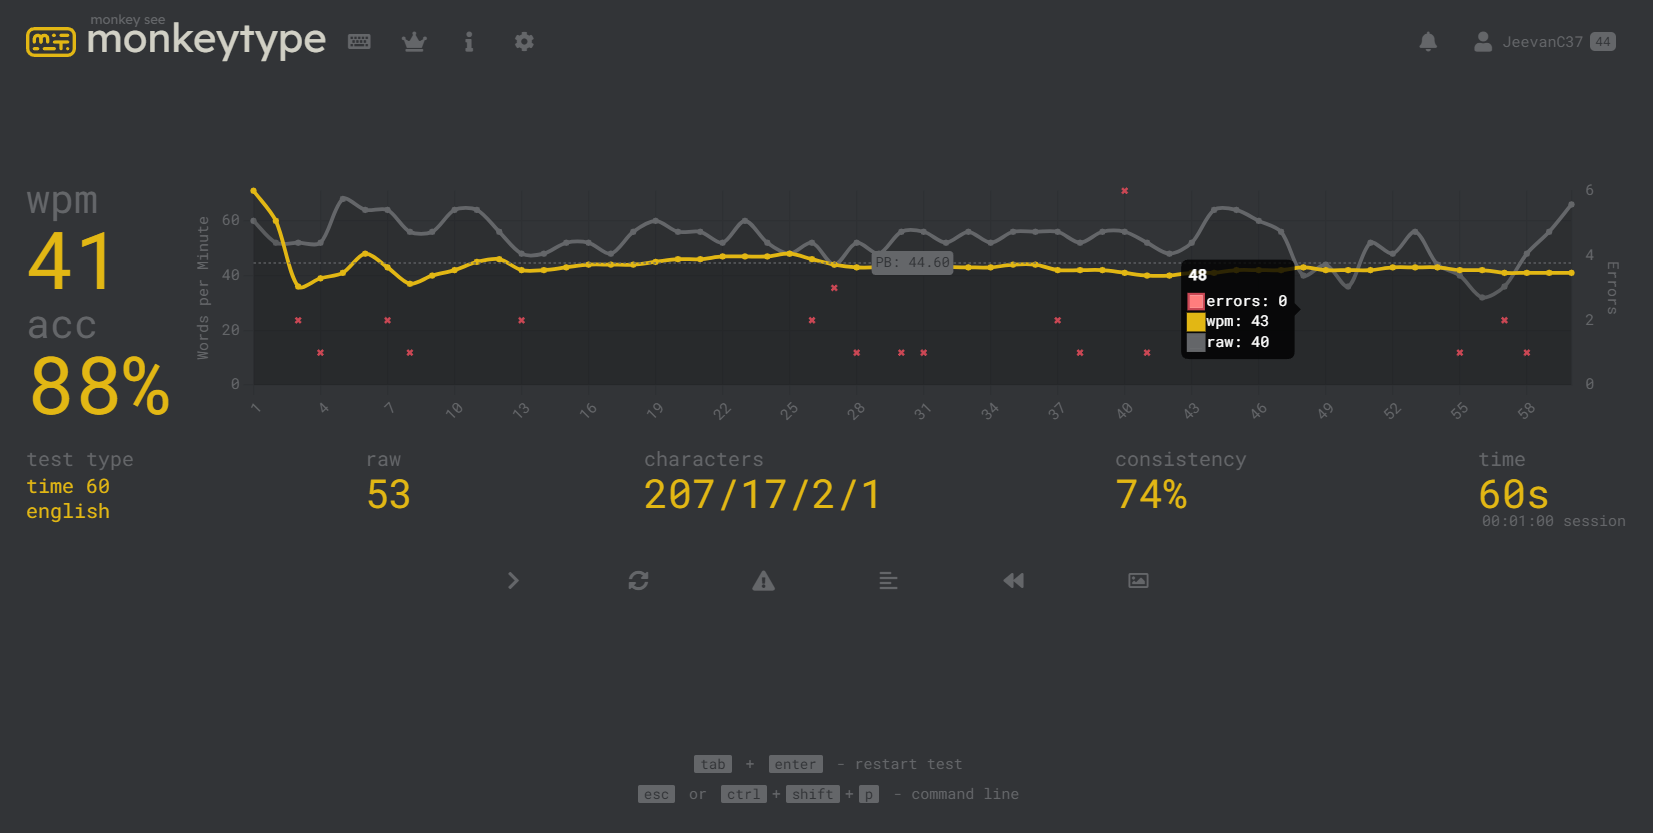 monkey see
monkeytype
JeevanC37 44
wpm
41
acc
88%
Words per Minute
60
40
20
0
PB: 44.60
48
errors: 0
wpm: 43
raw: 40
6
4
2
0
Errors
1 4 7 10 13 16 19 22 25 28 31 34 37 40 43 46 49 52 55 58
test type
time 60
english
raw
53
characters
207/17/2/1
consistency
74%
time
60s
00:01:00 session
tab + enter - restart test
esc or ctrl + shift + p - command line